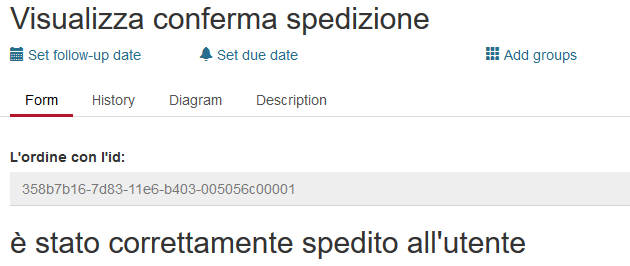 Visualizza conferma spedizione
Set follow-up date Set due date Add groups
Form History Diagram Description
L'ordine con l'id:
358b7b16-7d83-11e6-b403-005056c00001
è stato correttamente spedito all'utente